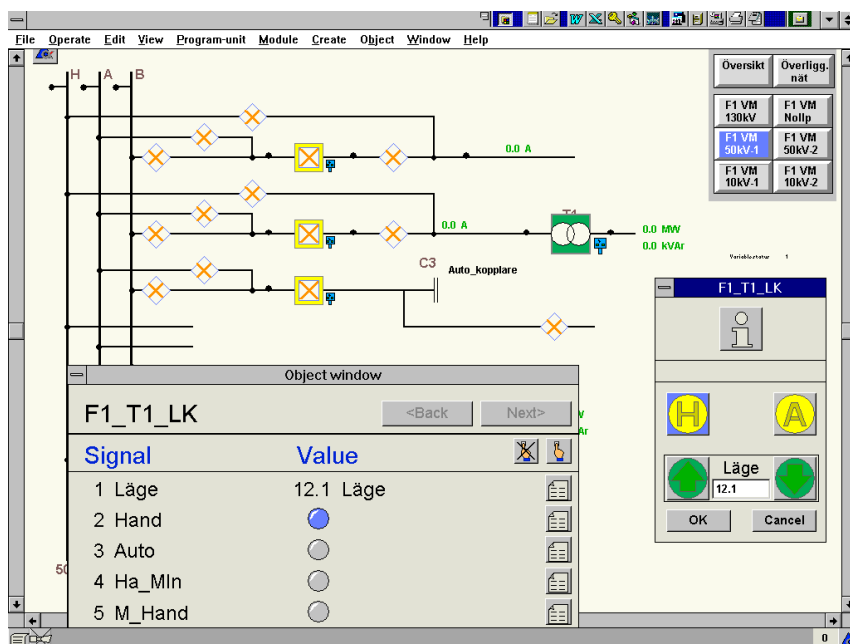 File Operate Edit View Program-unit Module Create Object Window Help
H A B
Översikt
Överligg.
nät
F1 VM
130kV
F1 VM
Nollp
F1 VM
50kV-1
F1 VM
50kV-2
F1 VM
10kV-1
F1 VM
10kV-2
0.0 A
0.0 A
T1
0.0 MW
0.0 kVAr
Variabelstatur 1
C3
Auto_kopplare
F1_T1_LK
H
A
Läge
12.1
OK
Cancel
Object window
F1_T1_LK
<Back
Next>
Signal Value
1 Läge 12.1 Läge
2 Hand
3 Auto
4 Ha_Mln
5 M_Hand
50
Ar
0